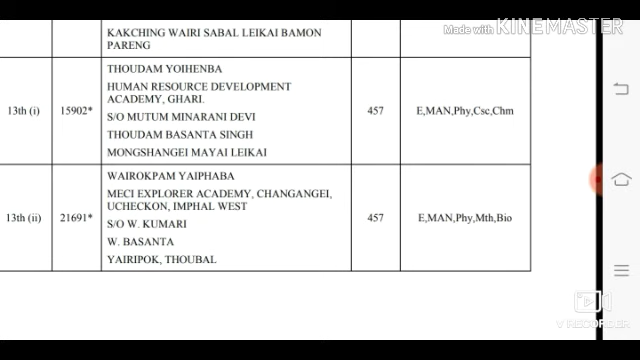 Made with KINEMASTER
KAKCHING WAIRI SABAL LEIKAI BAMON
PARENG
13th (i)
15902*
THOUDAM YOIHENBA
HUMAN RESOURCE DEVELOPMENT
ACADEMY, GHARI.
S/O MUTUM MINARANI DEVI
THOUDAM BASANTA SINGH
MONGSHANGEI MAYAI LEIKAI
457
E,MAN,Phy,Csc,Chm
13th (ii)
21691*
WAIROKPAM YAIPHABA
MECI EXPLORER ACADEMY, CHANGANGEI,
UCHECKON, IMPHAL WEST
S/O W. KUMARI
W. BASANTA
YAIRIPOK, THOUBAL
457
E,MAN,Phy,Mth,Bio
V RECORDER